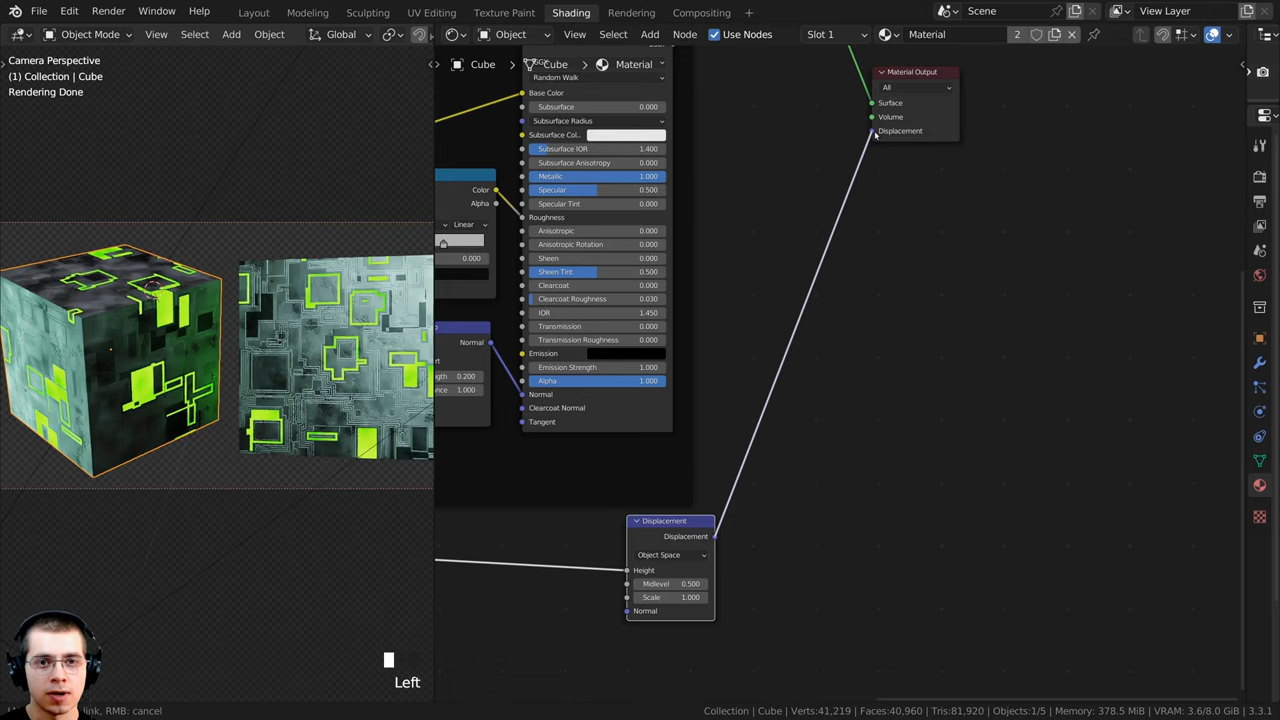 File Edit Render Window Help Layout Modeling Sculpting UV Editing Texture Paint Shading Rendering Compositing Scene View Layer
Object Mode View Select Add Object Global Object View Select Add Node Use Nodes Slot 1 Material 2
Camera Perspective
(1) Collection | Cube
Rendering Done
Cube Cube Material
Random Walk
Base Color
Subsurface 0.000
Subsurface Radius
Subsurface Col...
Subsurface IOR 1.400
Subsurface Anisotropy 0.000
Metallic 1.000
Specular 0.500
Specular Tint 0.000
Roughness
Anisotropic 0.000
Anisotropic Rotation 0.000
Sheen 0.000
Sheen Tint 0.500
Clearcoat 0.000
Clearcoat Roughness 0.030
IOR 1.450
Transmission 0.000
Transmission Roughness 0.000
Emission
Emission Strength 1.000
Alpha 1.000
Normal
Clearcoat Normal
Tangent
Color
Alpha
Linear
0.000
Normal
0.200
1.000
Material Output
All
Surface
Volume
Displacement
Displacement
Displacement
Object Space
Height
Midlevel 0.500
Scale 1.000
Normal
Left
link, RMB: cancel
Collection | Cube | Verts:41,219 | Faces:40,960 | Tris:81,920 | Objects:1/5 | Memory: 378.5 MiB | VRAM: 3.6/8.0 GiB | 3.3.1